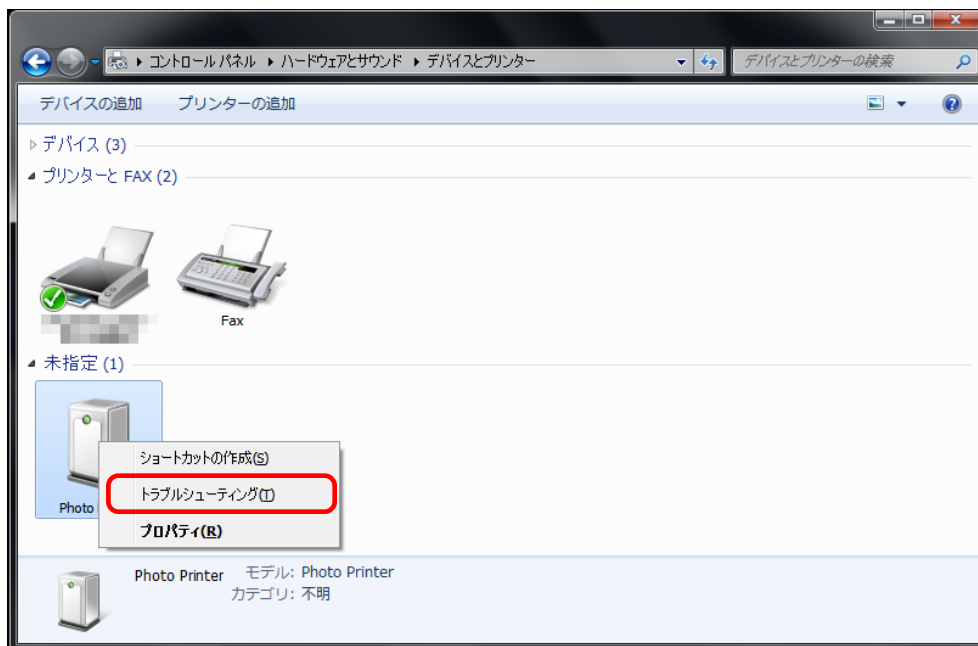 コントロール パネル ハードウェアとサウンド デバイスとプリンター デバイスとプリンターの検索
デバイスの追加 プリンターの追加
デバイス (3)
プリンターと FAX (2)
Fax
未指定 (1)
ショートカットの作成(S)
トラブルシューティング(T)
Photo
プロパティ(R)
Photo Printer モデル: Photo Printer
カテゴリ: 不明